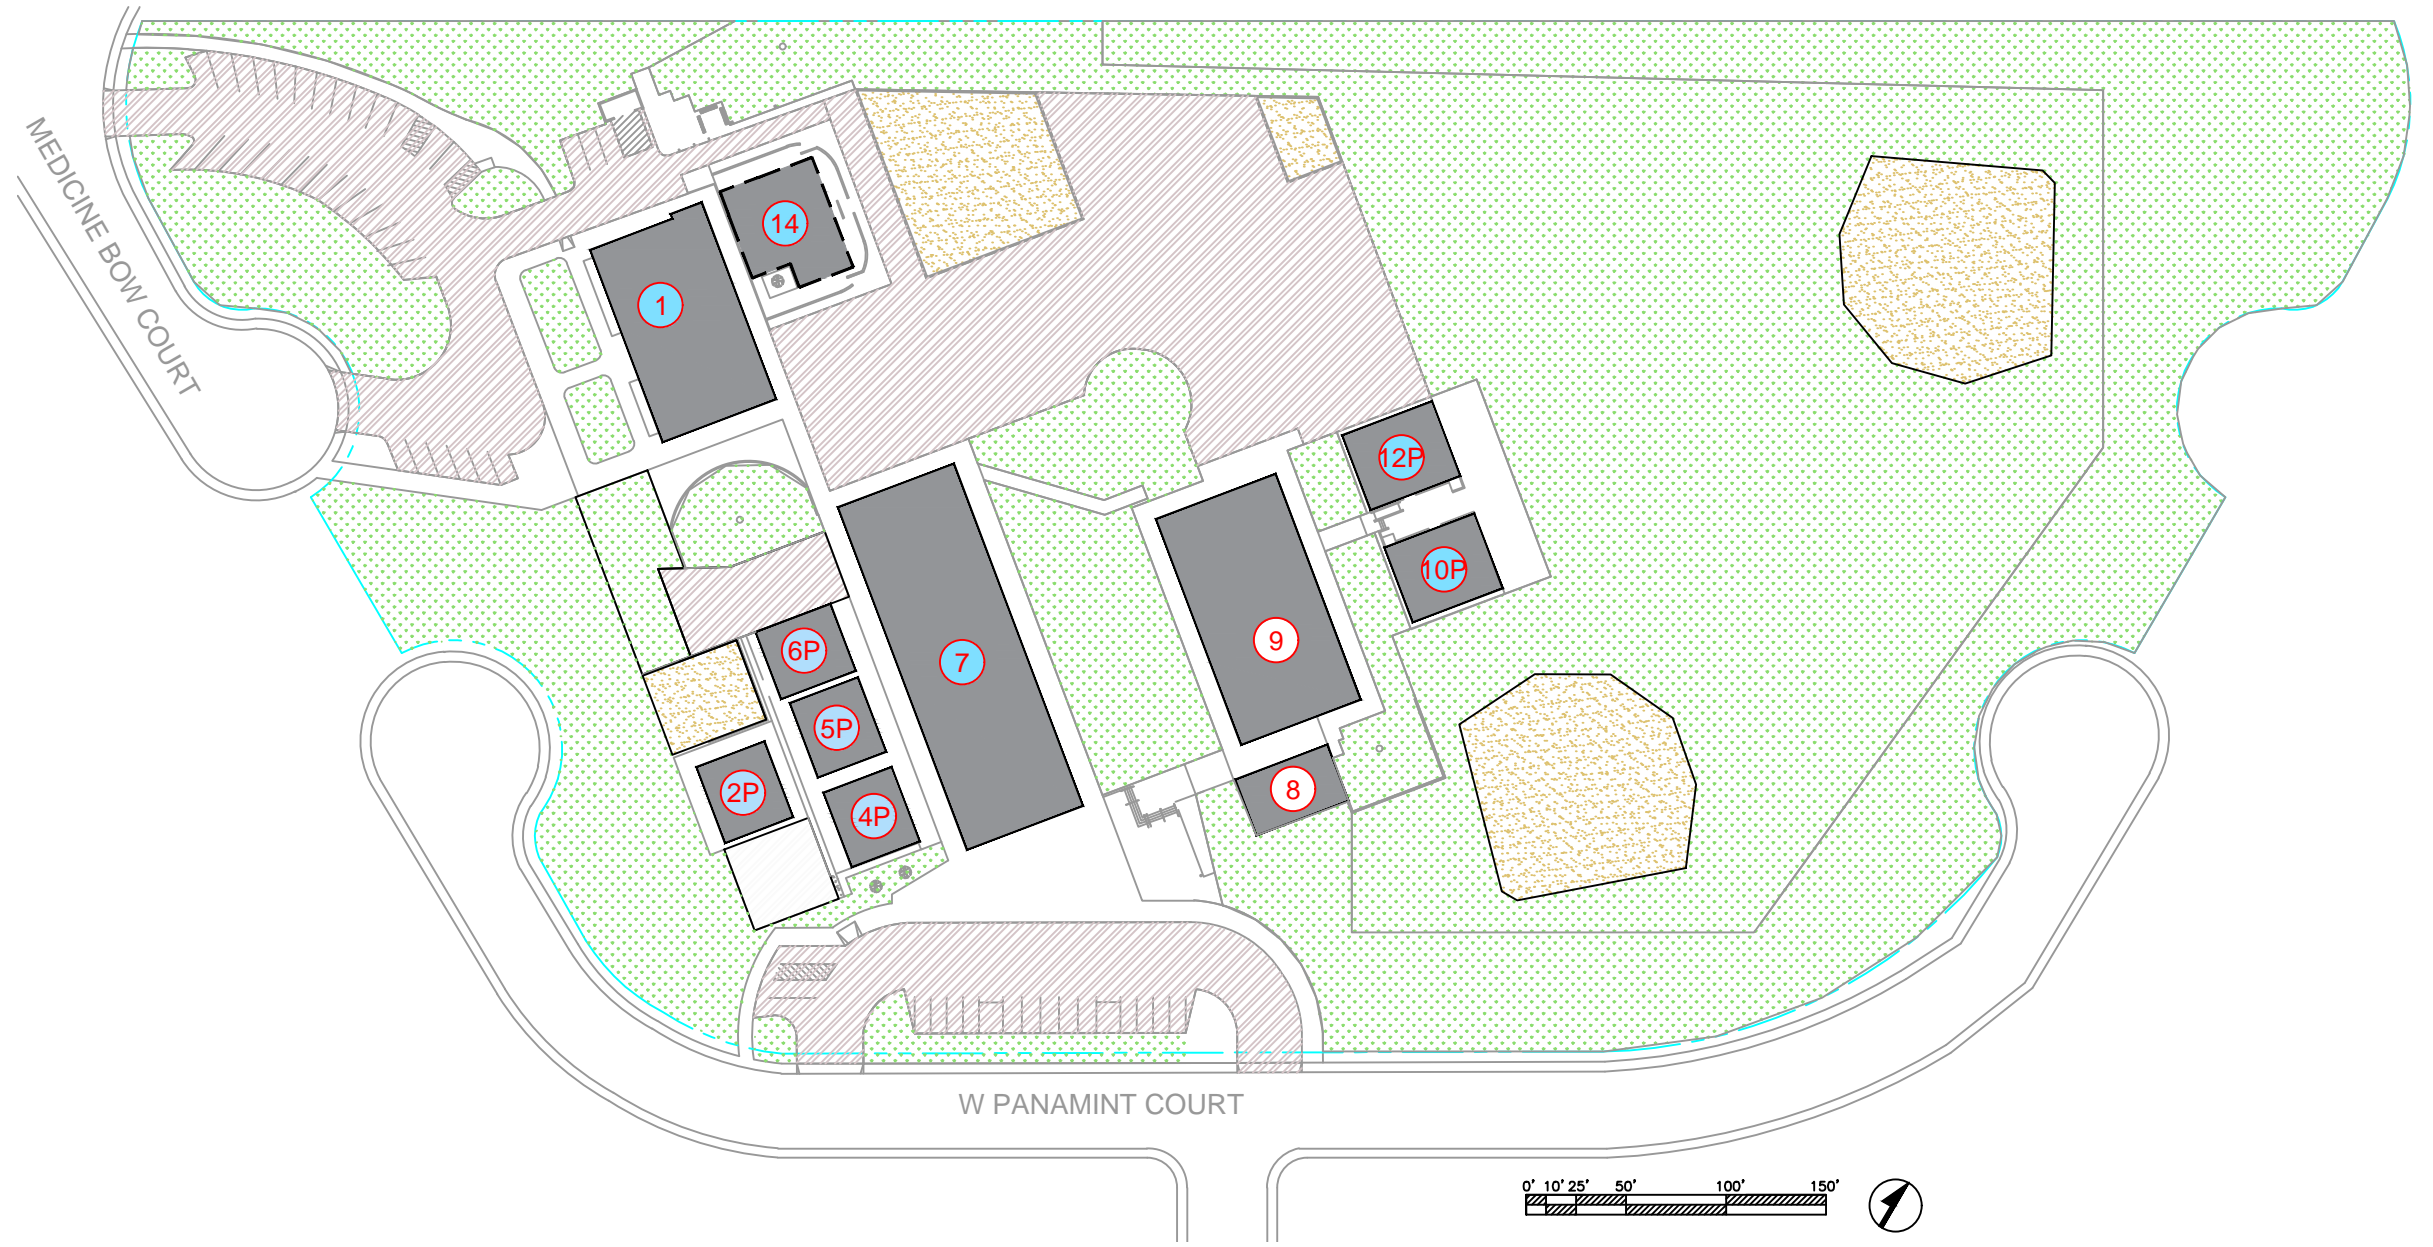 MEDICINE BOW COURT
14
1
12P
10P
6P
9
7
5P
2P
8
4P
W PANAMINT COURT
0' 10' 25' 50' 100' 150'